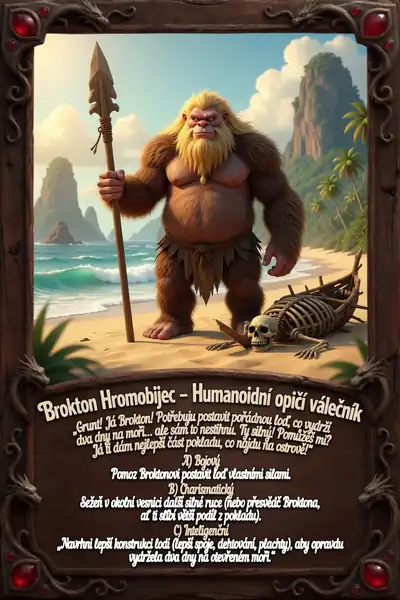 Brokton Hromobijec – Humanoidní opičí válečník
„Grunt! Já Brokton! Potřebuju postavit pořádnou loď, co vydrží
dva dny na moři... ale sám to nestihnu. Ty silný! Pomůžeš mi?
Já ti dám nejlepší část pokladu, co najdu na ostrově!“
A) Bojový
Pomoz Broktonovi postavit loď vlastními silami.
B) Charismatický
Sežeň v okolní vesnici další silné ruce (nebo přesvědč Broktona,
ať ti slíbí větší podíl z pokladu).
C) Inteligenční
„Navrhni lepší konstrukci lodi (lepší spoje, dehtování, plachty), aby opravdu
vydržela dva dny na otevřeném moři.“